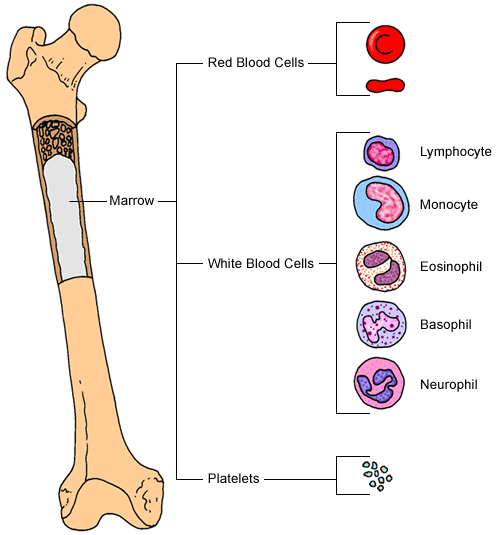 Red Blood Cells
Lymphocyte
Marrow
Monocyte
White Blood Cells
Eosinophil
Basophil
Neurophil
Platelets